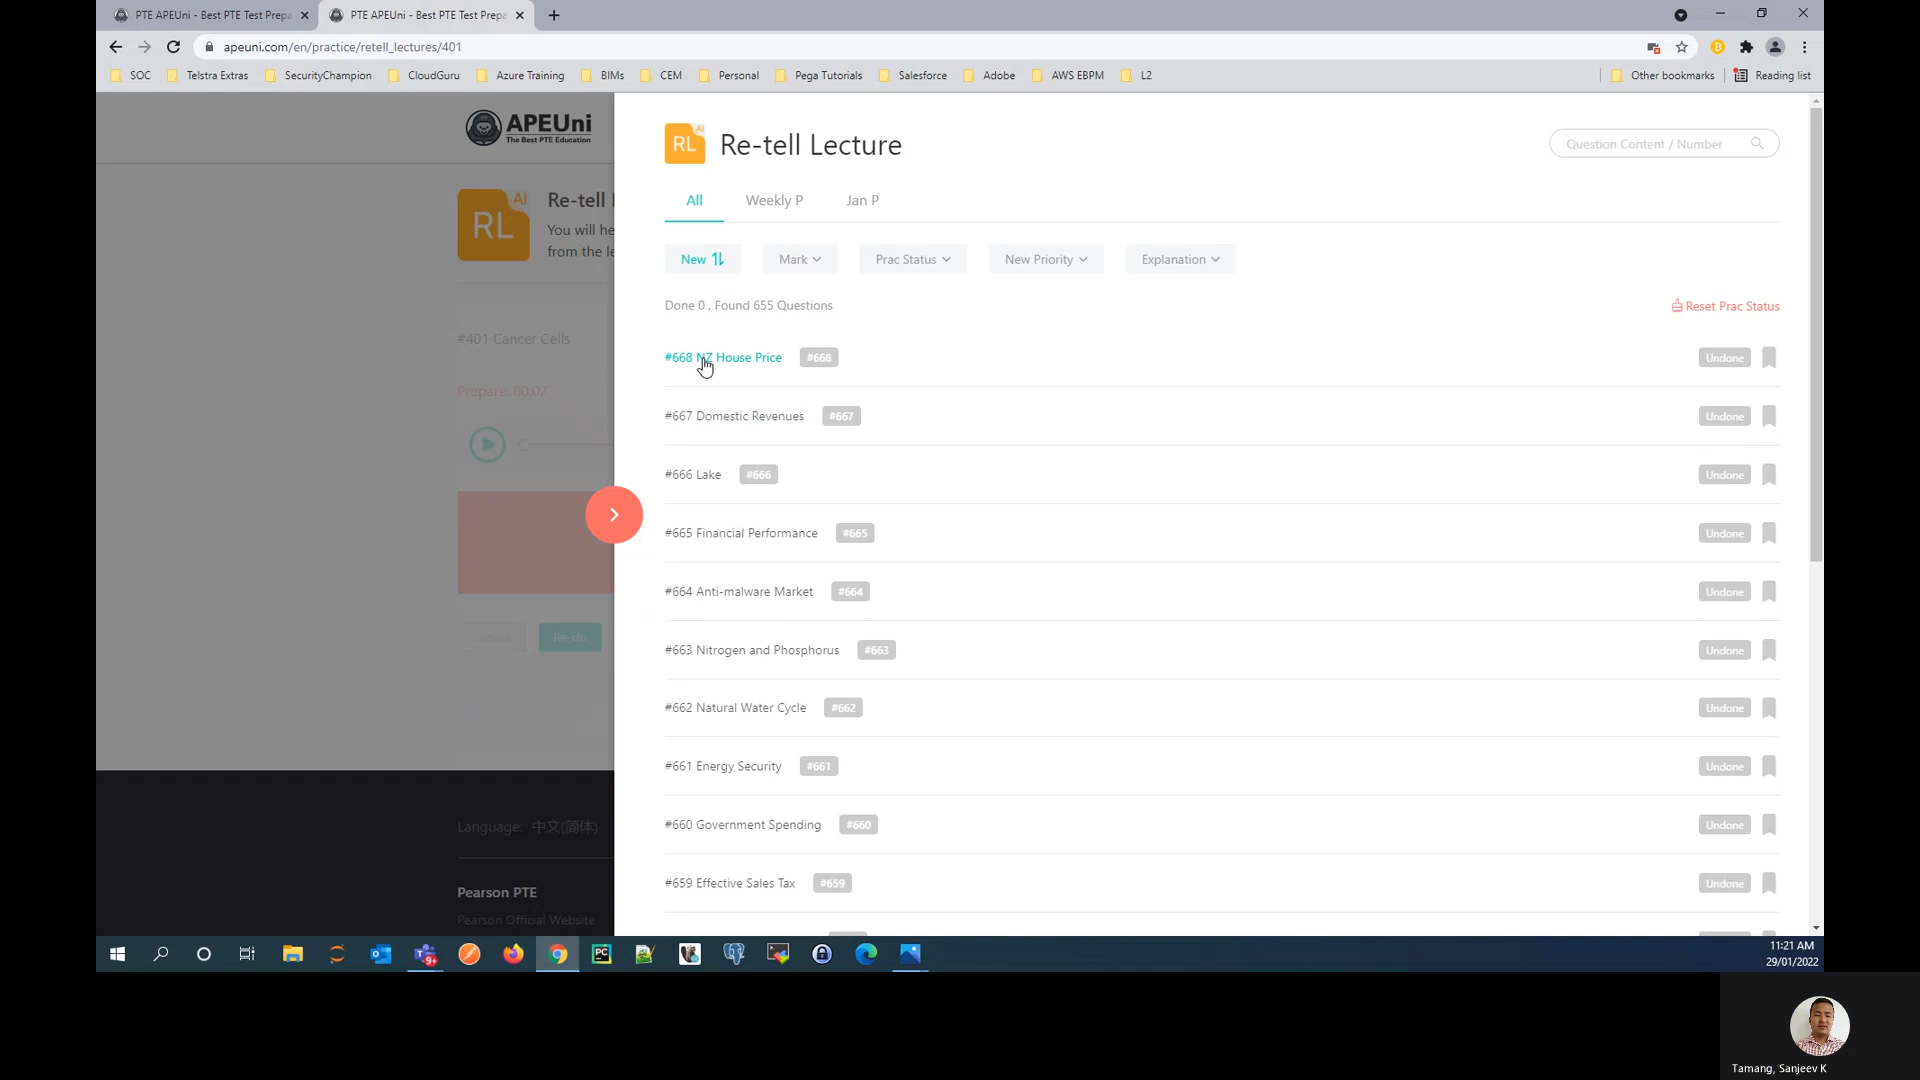 PTE APEUni - Best PTE Test Prepa
PTE APEUni - Best PTE Test Prepa
apeuni.com/en/practice/retell_lectures/401
SOC
Telstra Extras
SecurityChampion
CloudGuru
Azure Training
BIMs
CEM
Personal
Pega Tutorials
Salesforce
Adobe
AWS EBPM
L2
Other bookmarks
Reading list
APEUni
The Best PTE Education
RL AI
Re-tell
You will he
from the le
#401 Cancer Cells
Prepare: 00:02
Re-do
Language: 中文(简体)
Pearson PTE
Pearson Official Website
RL AI
Re-tell Lecture
Question Content / Number
All
Weekly P
Jan P
New
Mark
Prac Status
New Priority
Explanation
Done 0 , Found 655 Questions
Reset Prac Status
#668 NZ House Price #668 Undone
#667 Domestic Revenues #667 Undone
#666 Lake #666 Undone
#665 Financial Performance #665 Undone
#664 Anti-malware Market #664 Undone
#663 Nitrogen and Phosphorus #663 Undone
#662 Natural Water Cycle #662 Undone
#661 Energy Security #661 Undone
#660 Government Spending #660 Undone
#659 Effective Sales Tax #659 Undone
9+
PC
11:21 AM
29/01/2022
Tamang, Sanjeev K